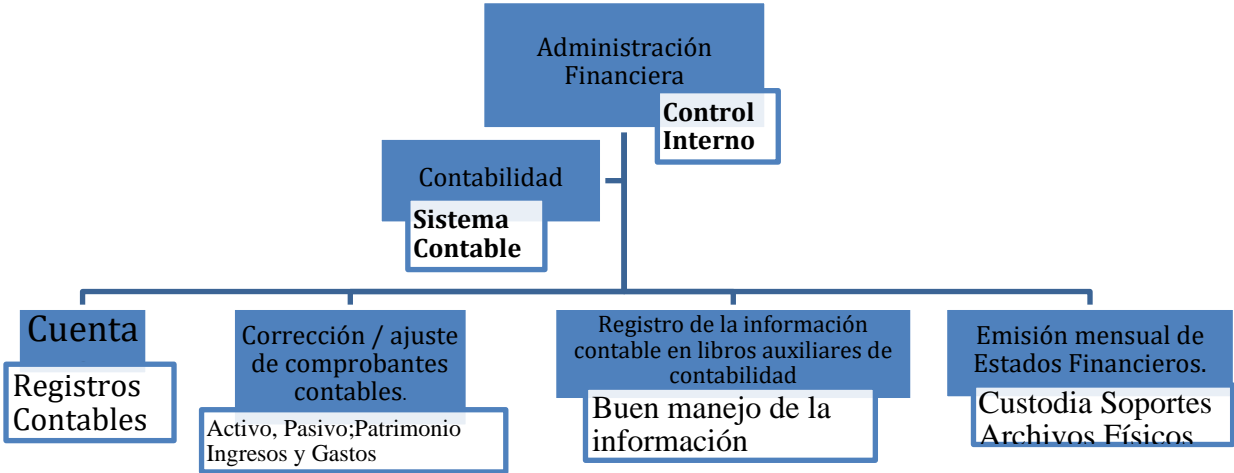 Administración
Financiera
Control
Interno
Contabilidad
Sistema
Contable
Cuenta
Registros
Contables
Corrección / ajuste
de comprobantes
contables.
Activo, Pasivo;Patrimonio
Ingresos y Gastos
Registro de la información
contable en libros auxiliares de
contabilidad
Buen manejo de la
información
Emisión mensual de
Estados Financieros.
Custodia Soportes
Archivos Físicos